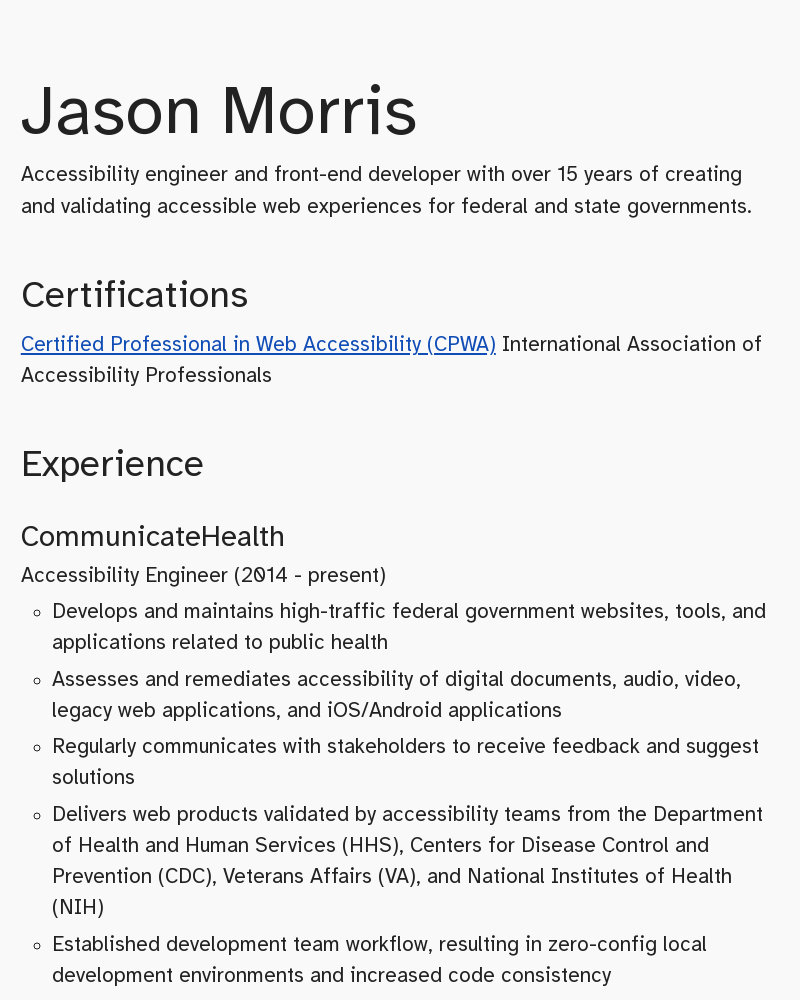 Jason Morris
Accessibility engineer and front-end developer with over 15 years of creating
and validating accessible web experiences for federal and state governments.
Certifications
Certified Professional in Web Accessibility (CPWA) International Association of
Accessibility Professionals
Experience
CommunicateHealth
Accessibility Engineer (2014 - present)
Develops and maintains high-traffic federal government websites, tools, and
applications related to public health
Assesses and remediates accessibility of digital documents, audio, video,
legacy web applications, and iOS/Android applications
Regularly communicates with stakeholders to receive feedback and suggest
solutions
Delivers web products validated by accessibility teams from the Department
of Health and Human Services (HHS), Centers for Disease Control and
Prevention (CDC), Veterans Affairs (VA), and National Institutes of Health
(NIH)
Established development team workflow, resulting in zero-config local
development environments and increased code consistency